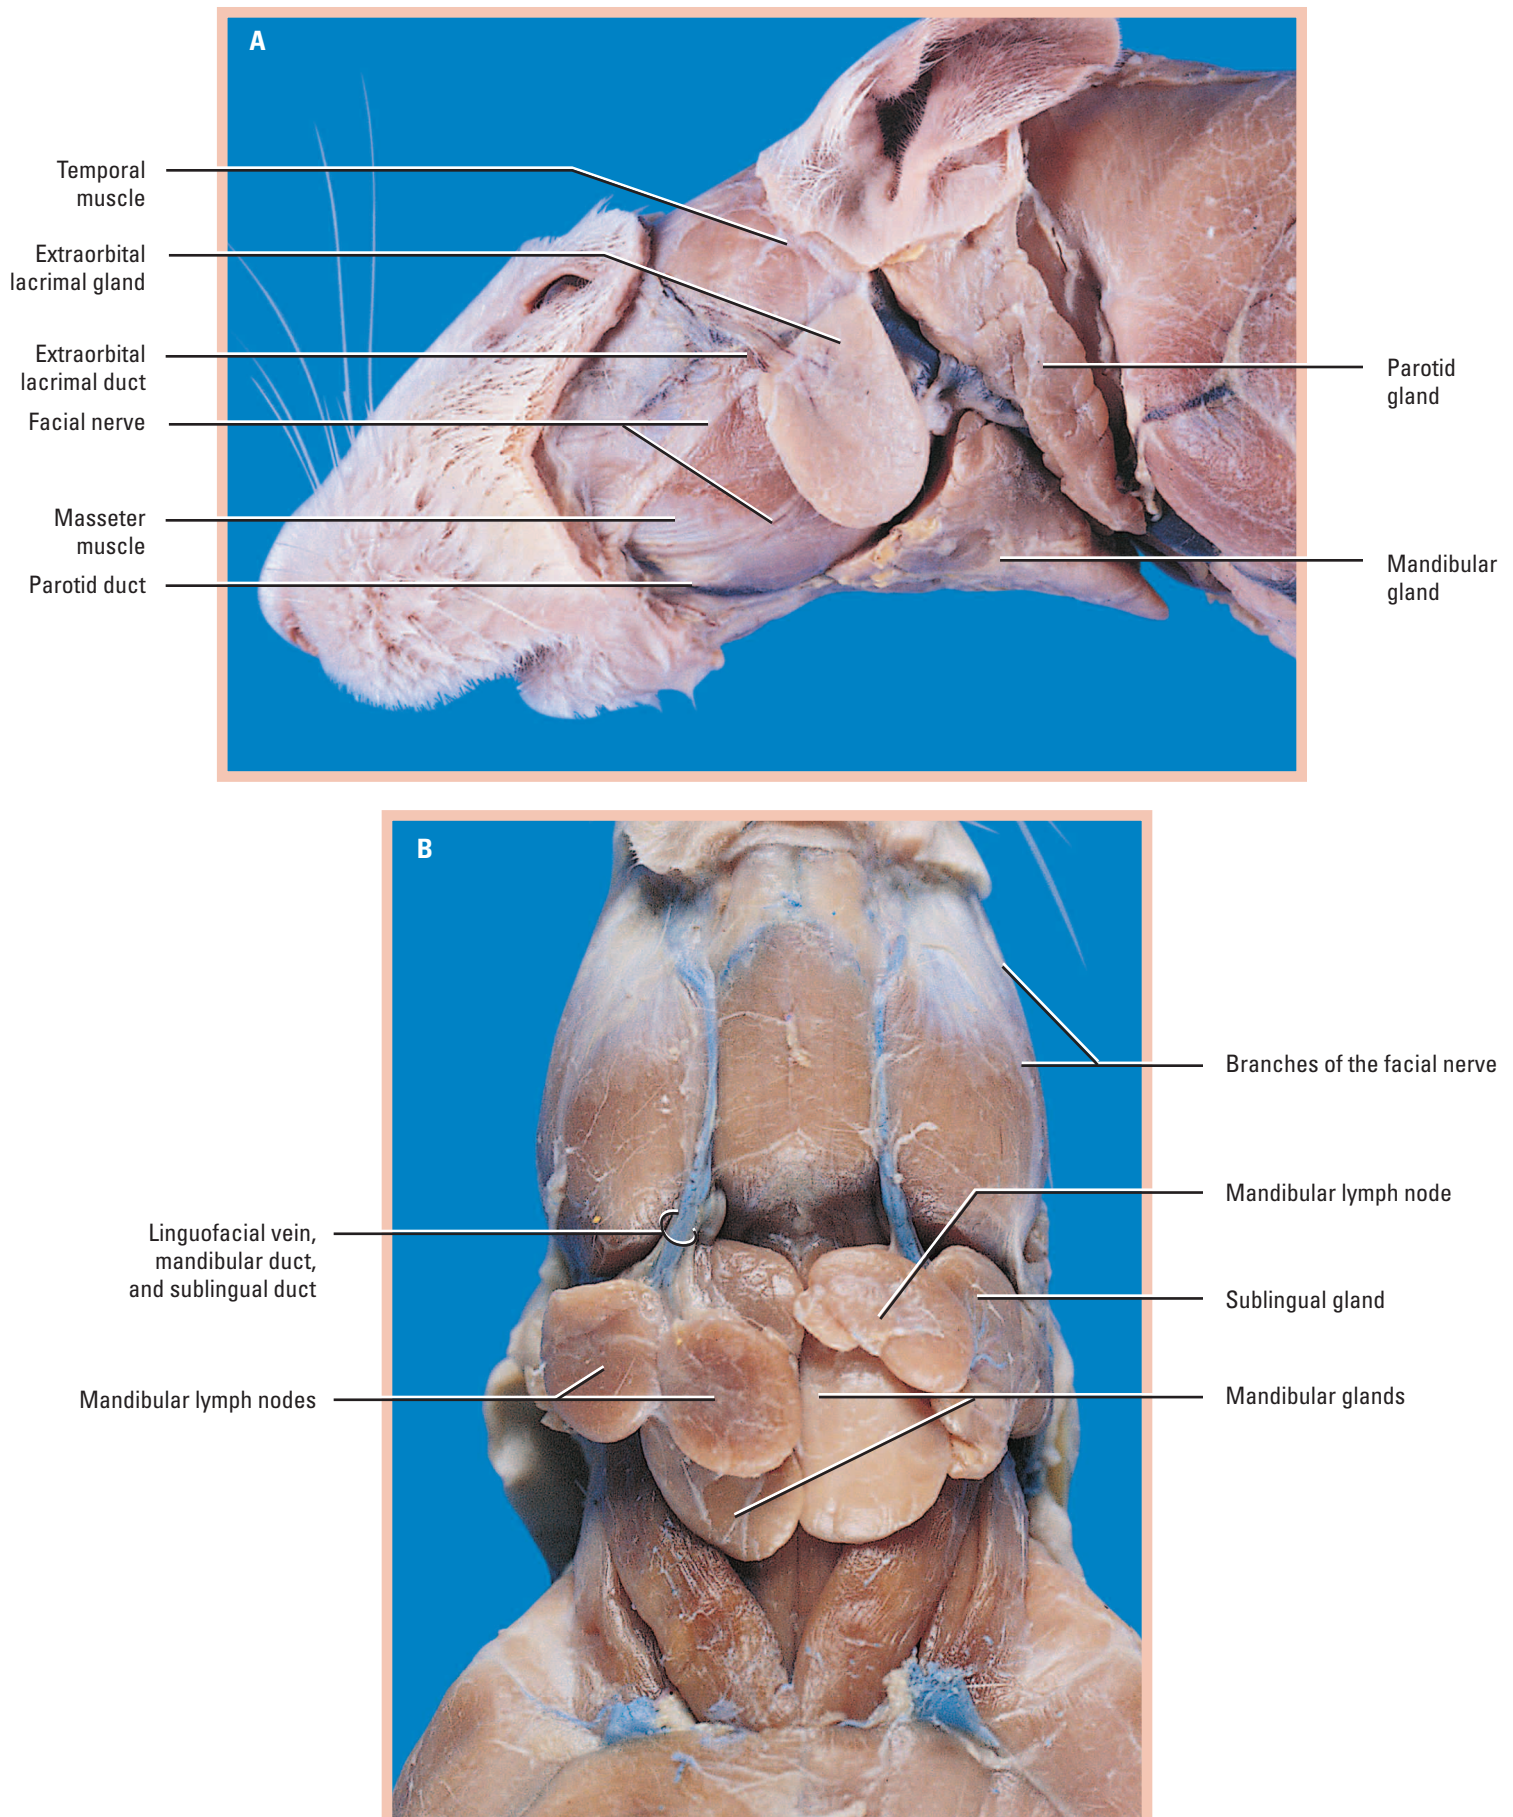 A
Temporal
muscle
Extraorbital
lacrimal gland
Extraorbital
lacrimal duct
Facial nerve
Masseter
muscle
Parotid duct
Parotid
gland
Mandibular
gland
B
Linguofacial vein,
mandibular duct,
and sublingual duct
Mandibular lymph nodes
Branches of the facial nerve
Mandibular lymph node
Sublingual gland
Mandibular glands